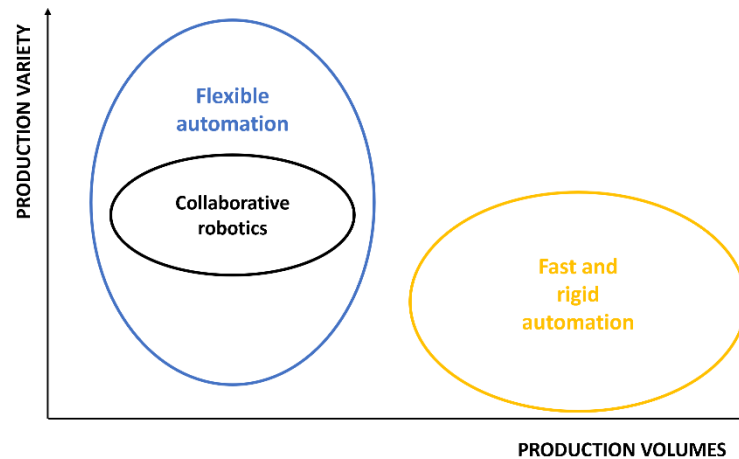 PRODUCTION VARIETY
Flexible
automation
Collaborative
robotics
Fast and
rigid
automation
PRODUCTION VOLUMES